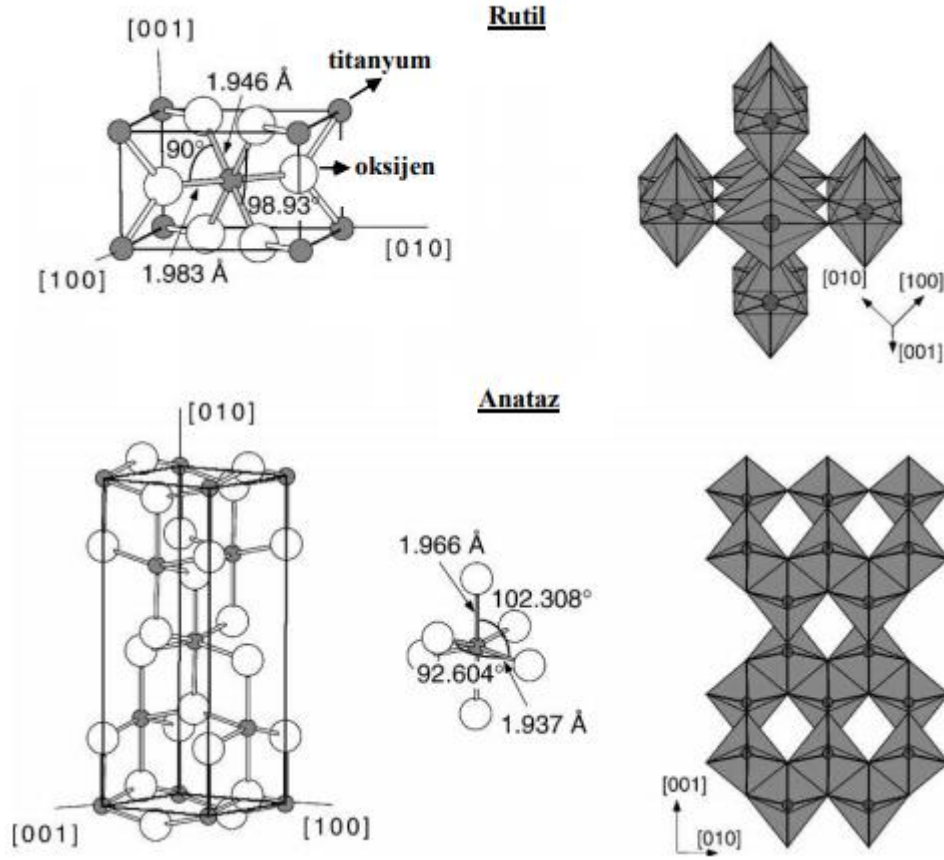 Rutil
[001]
titanyum
1.946 Å
90°
oksijen
98.93°
[010]
[100]
1.983 Å
[010]
[100]
[001]
Anataz
[010]
1.966 Å
102.308°
92.604°
1.937 Å
[001]
[100]
[001]
[010]